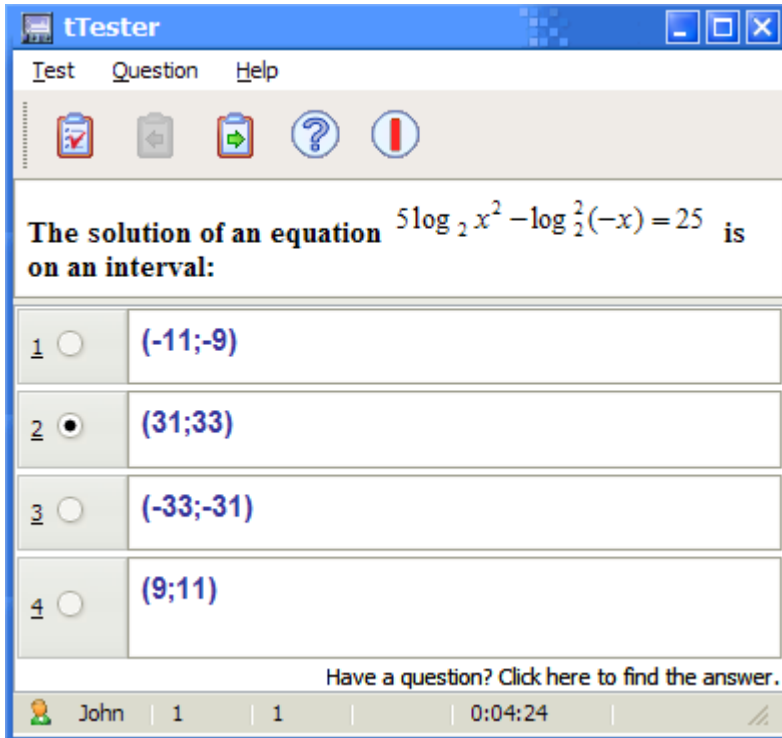 tTester
Test Question Help
The solution of an equation 5log₂x²−log₂²(−x)=25 is
on an interval:
1 (-11;-9)
2 (31;33)
3 (-33;-31)
4 (9;11)
Have a question? Click here to find the answer.
John 1 1 0:04:24